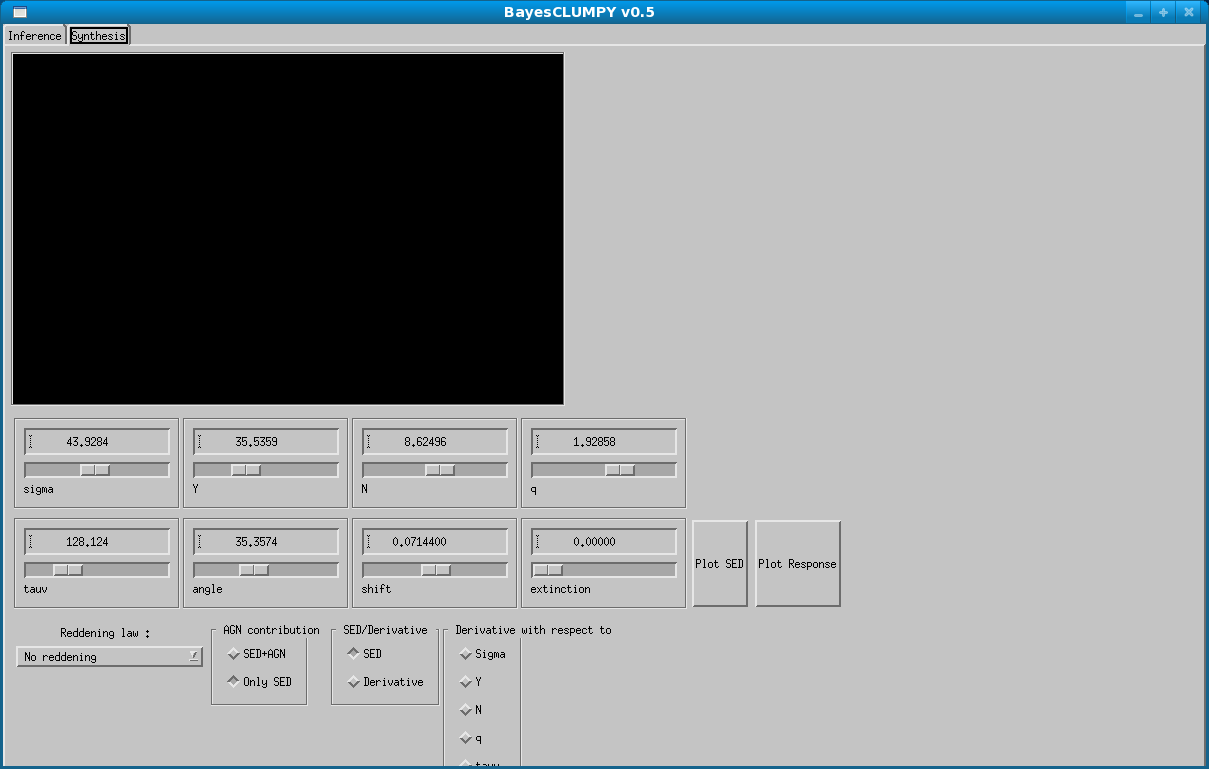 BayesCLUMPY v0.5
Inference Synthesis
43.9284 35.5359 8.62496 1.92858
sigma Y N q
128.124 35.3574 0.0714400 0.00000
Plot SED Plot Response
tauv angle shift extinction
Reddening law : AGN contribution SED/Derivative Derivative with respect to
No reddening SED+AGN SED Sigma
Only SED Derivative Y
N
q
tauv